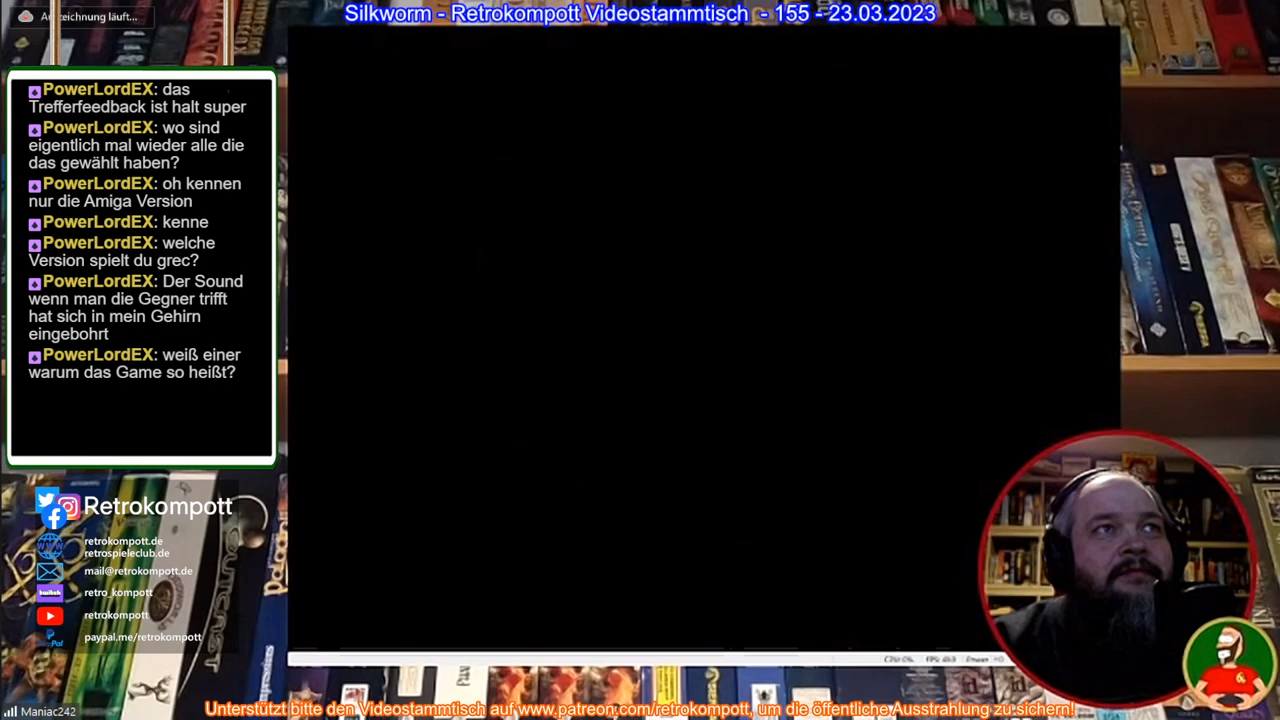 Silkworm - Retrokompott Videostammtisch - 155 - 23.03.2023
PowerLordEX: das
Trefferfeedback ist halt super
PowerLordEX: wo sind
eigentlich mal wieder alle die
das gewählt haben?
PowerLordEX: oh kennen
nur die Amiga Version
PowerLordEX: kenne
PowerLordEX: welche
Version spielt du grec?
PowerLordEX: Der Sound
wenn man die Gegner trifft
hat sich in mein Gehirn
eingebohrt
PowerLordEX: weiß einer
warum das Game so heißt?
Retrokompott
retrokompott.de
retrospieleclub.de
mail@retrokompott.de
retro_kompott
retrokompott
paypal.me/retrokompott
Maniac242
Unterstützt bitte den Videostammtisch auf www.patreon.com/retrokompott, um die öffentliche Ausstrahlung zu sichern!